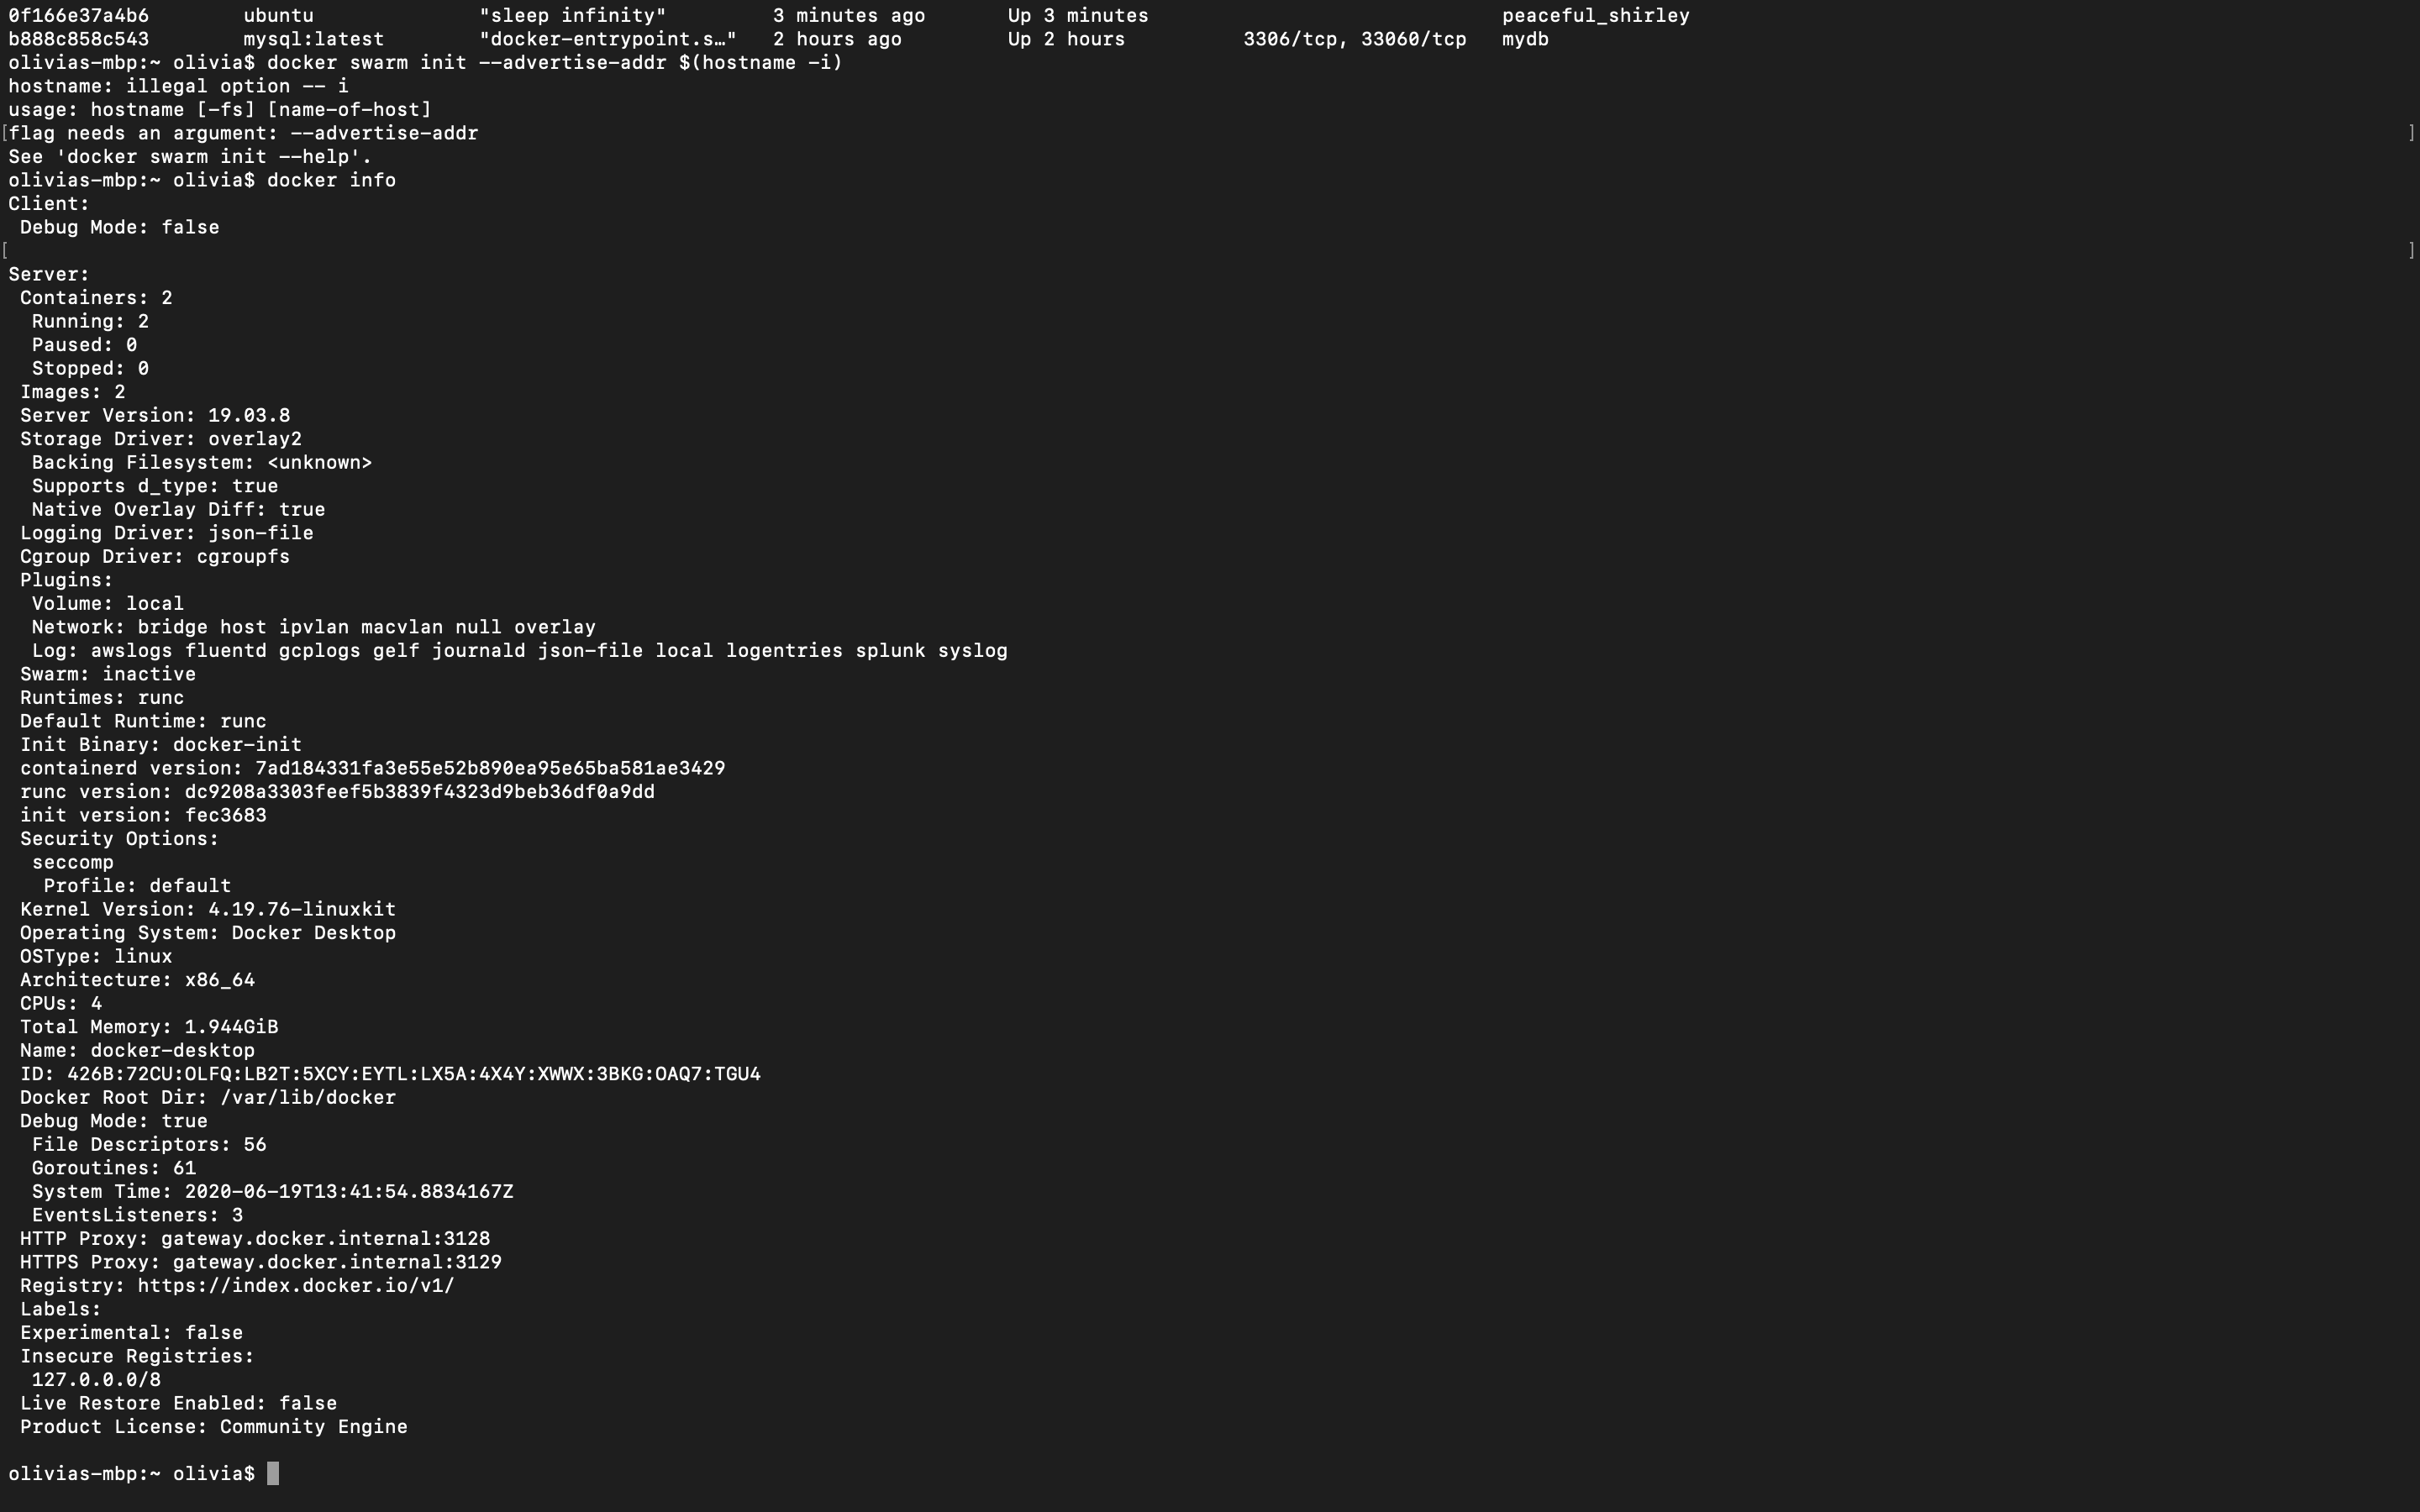 0f166e37a4b6        ubuntu              "sleep infinity"         3 minutes ago       Up 3 minutes                              peaceful_shirley
b888c858c543        mysql:latest        "docker-entrypoint.s…"   2 hours ago         Up 2 hours          3306/tcp, 33060/tcp   mydb
olivias-mbp:~ olivia$ docker swarm init --advertise-addr $(hostname -i)
hostname: illegal option -- i
usage: hostname [-fs] [name-of-host]
[flag needs an argument: --advertise-addr ]
See 'docker swarm init --help'.
olivias-mbp:~ olivia$ docker info
Client:
 Debug Mode: false
[ ]
Server:
 Containers: 2
  Running: 2
  Paused: 0
  Stopped: 0
 Images: 2
 Server Version: 19.03.8
 Storage Driver: overlay2
  Backing Filesystem: <unknown>
  Supports d_type: true
  Native Overlay Diff: true
 Logging Driver: json-file
 Cgroup Driver: cgroupfs
 Plugins:
  Volume: local
  Network: bridge host ipvlan macvlan null overlay
  Log: awslogs fluentd gcplogs gelf journald json-file local logentries splunk syslog
 Swarm: inactive
 Runtimes: runc
 Default Runtime: runc
 Init Binary: docker-init
 containerd version: 7ad184331fa3e55e52b890ea95e65ba581ae3429
 runc version: dc9208a3303feef5b3839f4323d9beb36df0a9dd
 init version: fec3683
 Security Options:
  seccomp
   Profile: default
 Kernel Version: 4.19.76-linuxkit
 Operating System: Docker Desktop
 OSType: linux
 Architecture: x86_64
 CPUs: 4
 Total Memory: 1.944GiB
 Name: docker-desktop
 ID: 426B:72CU:OLFQ:LB2T:5XCY:EYTL:LX5A:4X4Y:XWWX:3BKG:OAQ7:TGU4
 Docker Root Dir: /var/lib/docker
 Debug Mode: true
  File Descriptors: 56
  Goroutines: 61
  System Time: 2020-06-19T13:41:54.8834167Z
  EventsListeners: 3
 HTTP Proxy: gateway.docker.internal:3128
 HTTPS Proxy: gateway.docker.internal:3129
 Registry: https://index.docker.io/v1/
 Labels:
 Experimental: false
 Insecure Registries:
  127.0.0.0/8
 Live Restore Enabled: false
 Product License: Community Engine
olivias-mbp:~ olivia$